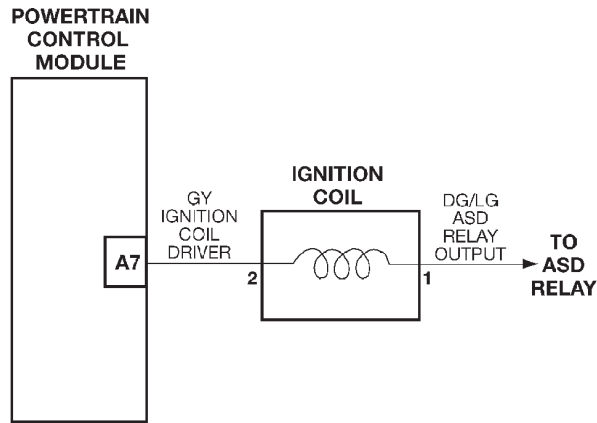 POWERTRAIN
CONTROL
MODULE
A7
GY
IGNITION
COIL
DRIVER
2
IGNITION
COIL
1
DG/LG
ASD
RELAY
OUTPUT
TO
ASD
RELAY